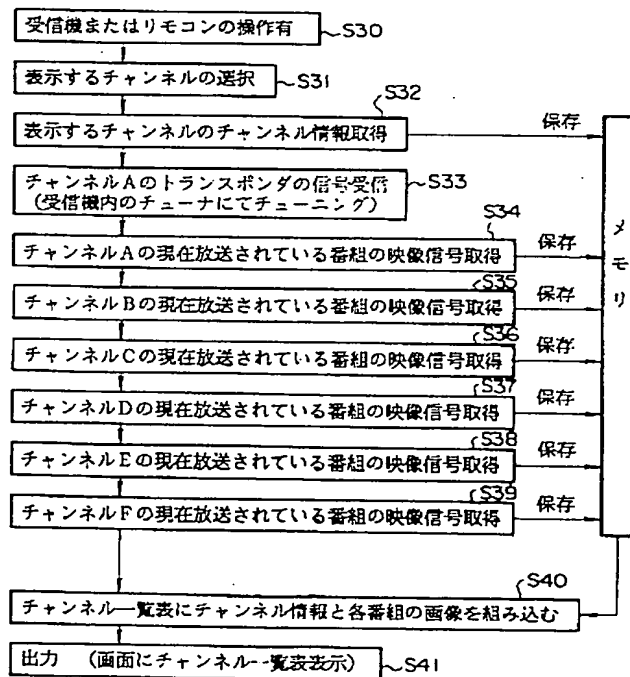 受信機またはリモコンの操作有
S30
表示するチャンネルの選択
S31
S32
表示するチャンネルのチャンネル情報取得
保存
チャンネルAのトランスポンダの信号受信
(受信機内のチューナにてチューニング)
S33
S34
チャンネルAの現在放送されている番組の映像信号取得
保存
メモリ
S35
チャンネルBの現在放送されている番組の映像信号取得
保存
S36
チャンネルCの現在放送されている番組の映像信号取得
保存
S37
チャンネルDの現在放送されている番組の映像信号取得
保存
S38
チャンネルEの現在放送されている番組の映像信号取得
保存
S39
チャンネルFの現在放送されている番組の映像信号取得
保存
S40
チャンネル一覧表にチャンネル情報と各番組の画像を組み込む
出力 (画面にチャンネル一覧表表示)
S41